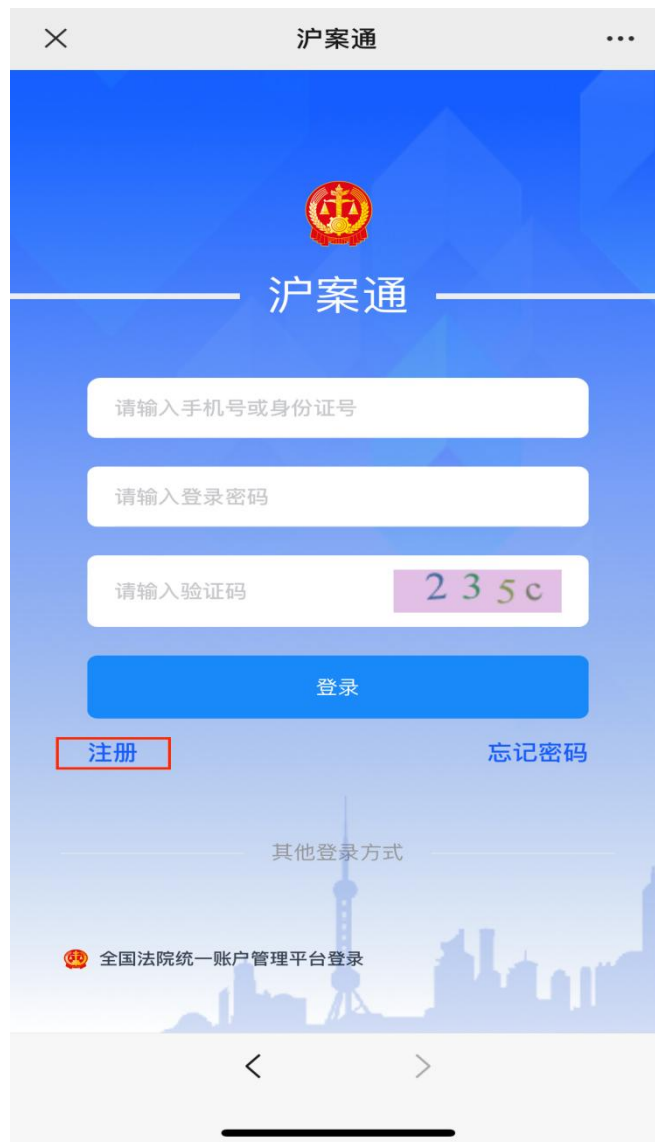 沪案通
沪案通
请输入手机号或身份证号
请输入登录密码
请输入验证码 2 3 5 c
登录
注册 忘记密码
其他登录方式
全国法院统一账户管理平台登录